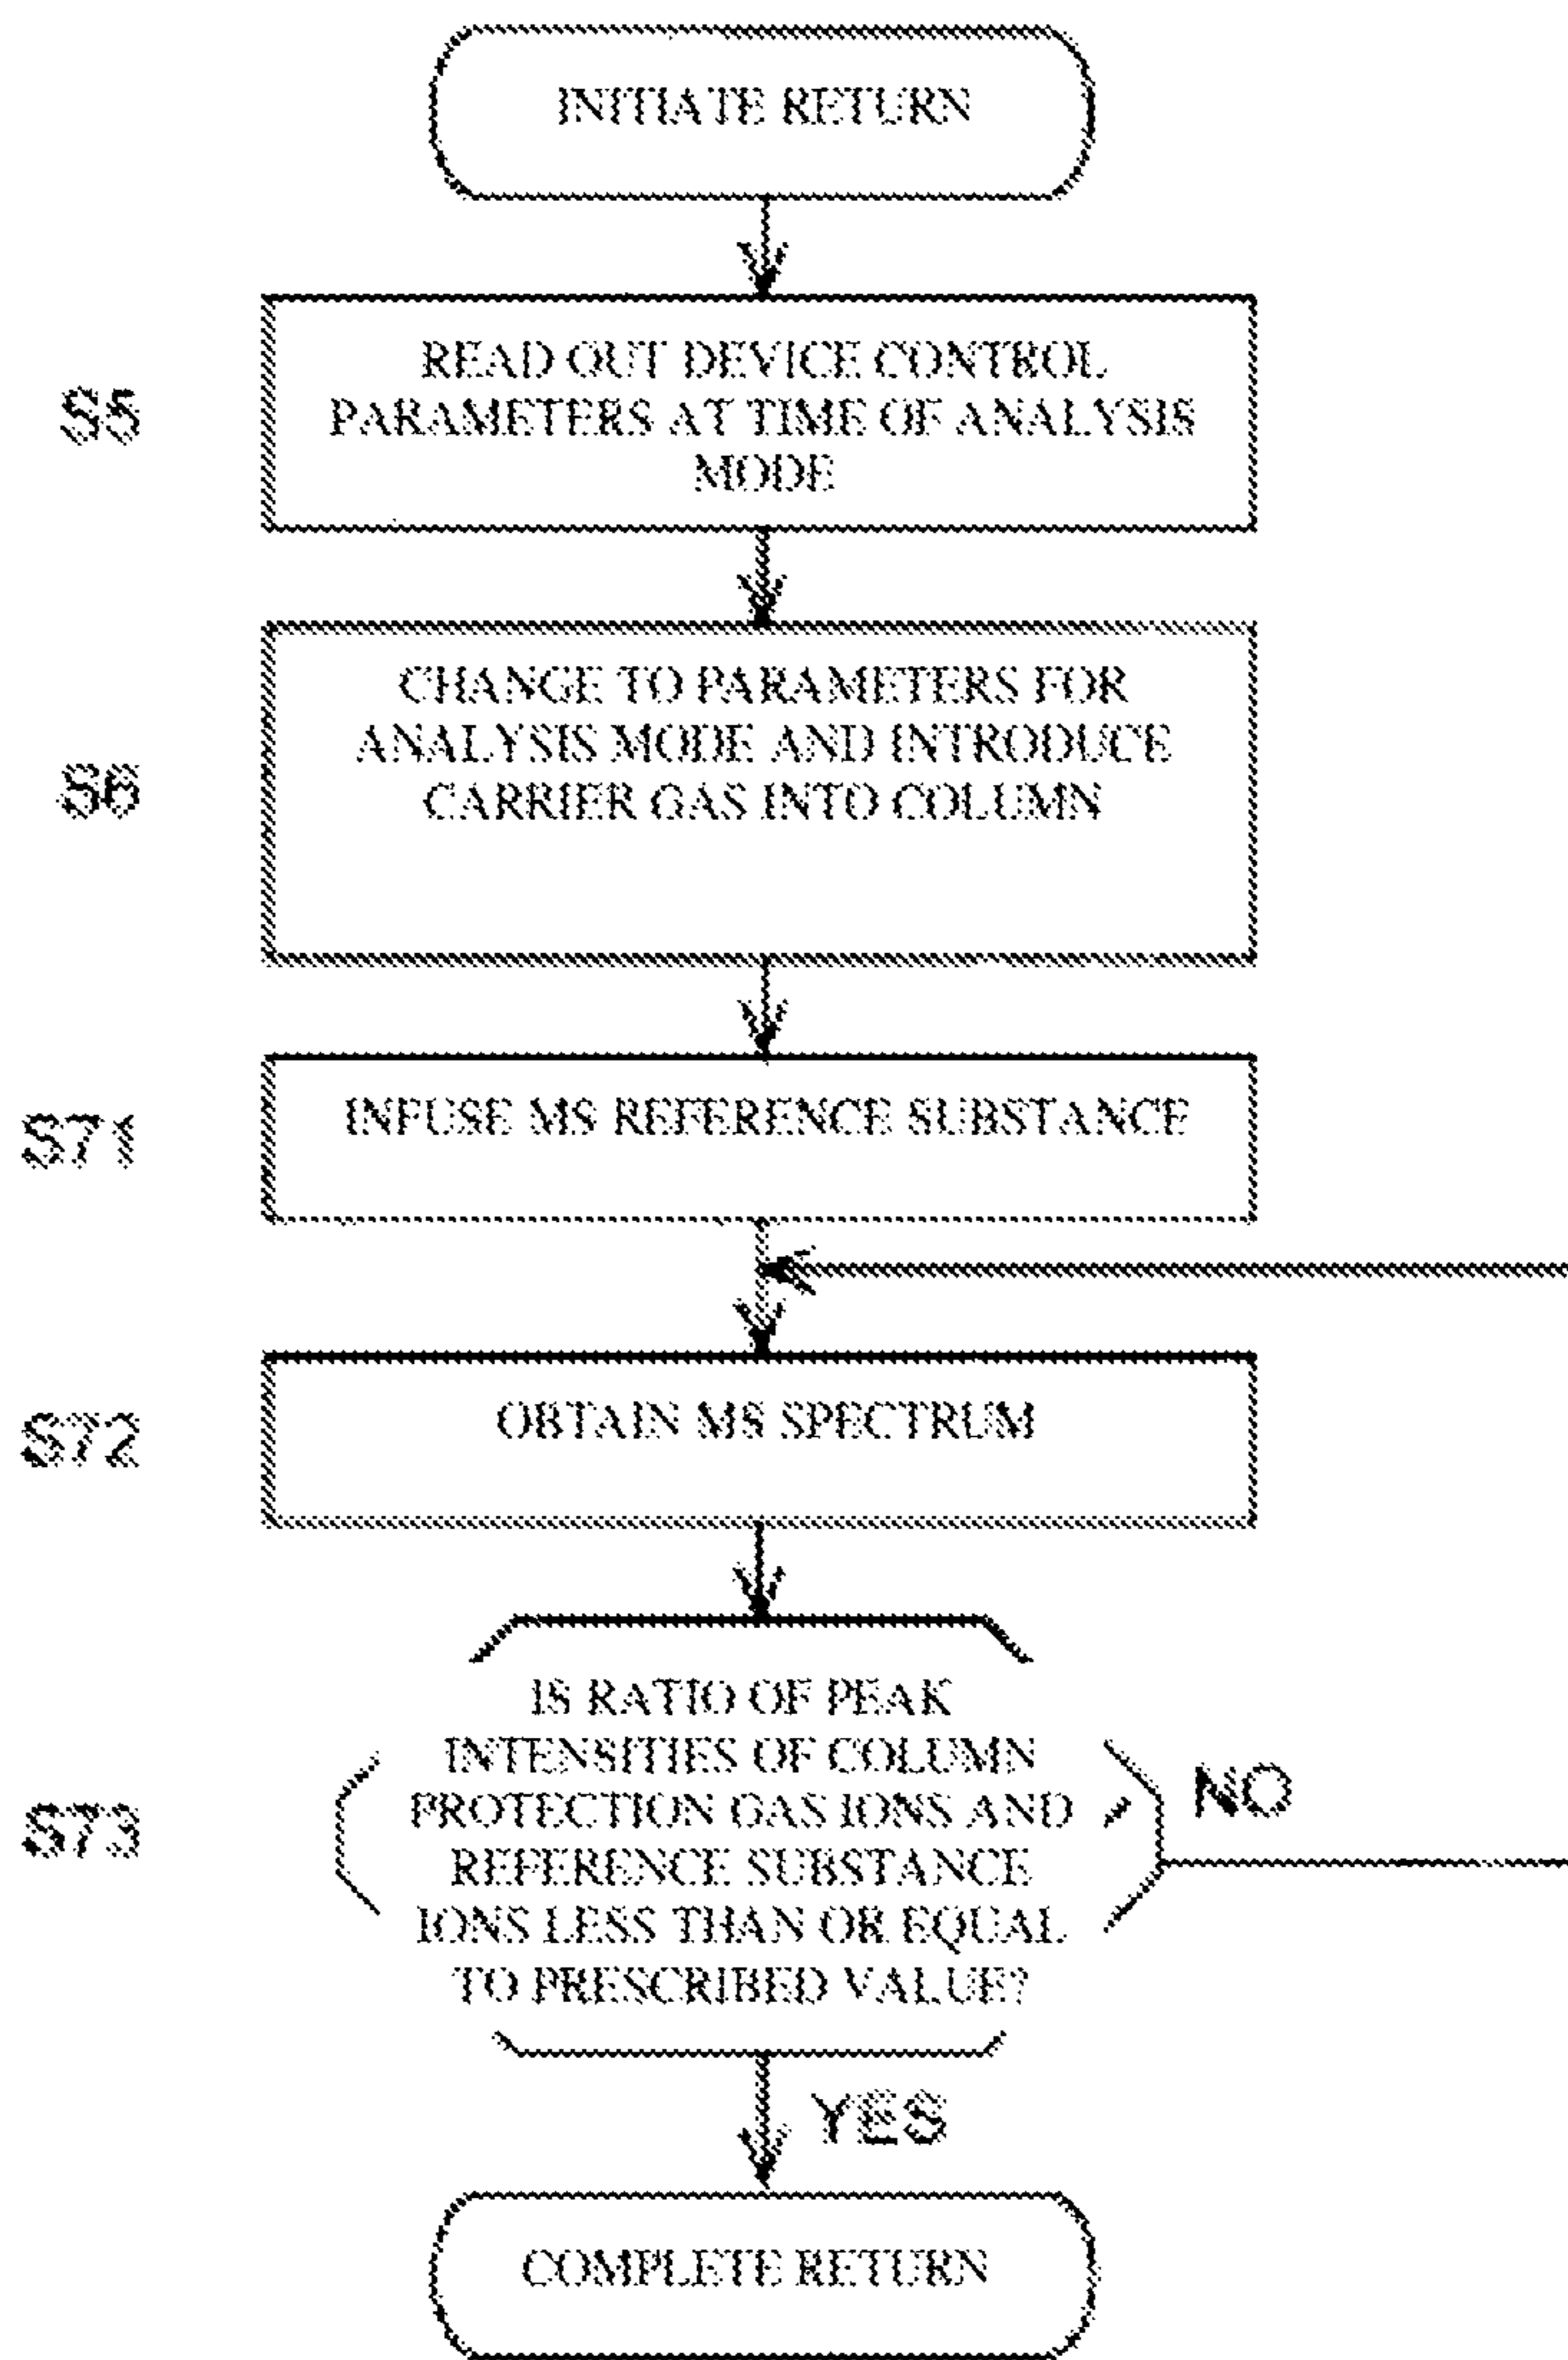 INITIATE RETURN
S5
READ OUT DEVICE CONTROL
PARAMETERS AT TIME OF ANALYSIS
MODE
S6
CHANGE TO PARAMETERS FOR
ANALYSIS MODE AND INTRODUCE
CARRIER GAS INTO COLUMN
S71
INFUSE MS REFERENCE SUBSTANCE
S72
OBTAIN MS SPECTRUM
S73
IS RATIO OF PEAK
INTENSITIES OF COLUMN
PROTECTION GAS IONS AND
REFERENCE SUBSTANCE
IONS LESS THAN OR EQUAL
TO PRESCRIBED VALUE?
NO
YES
COMPLETE RETURN